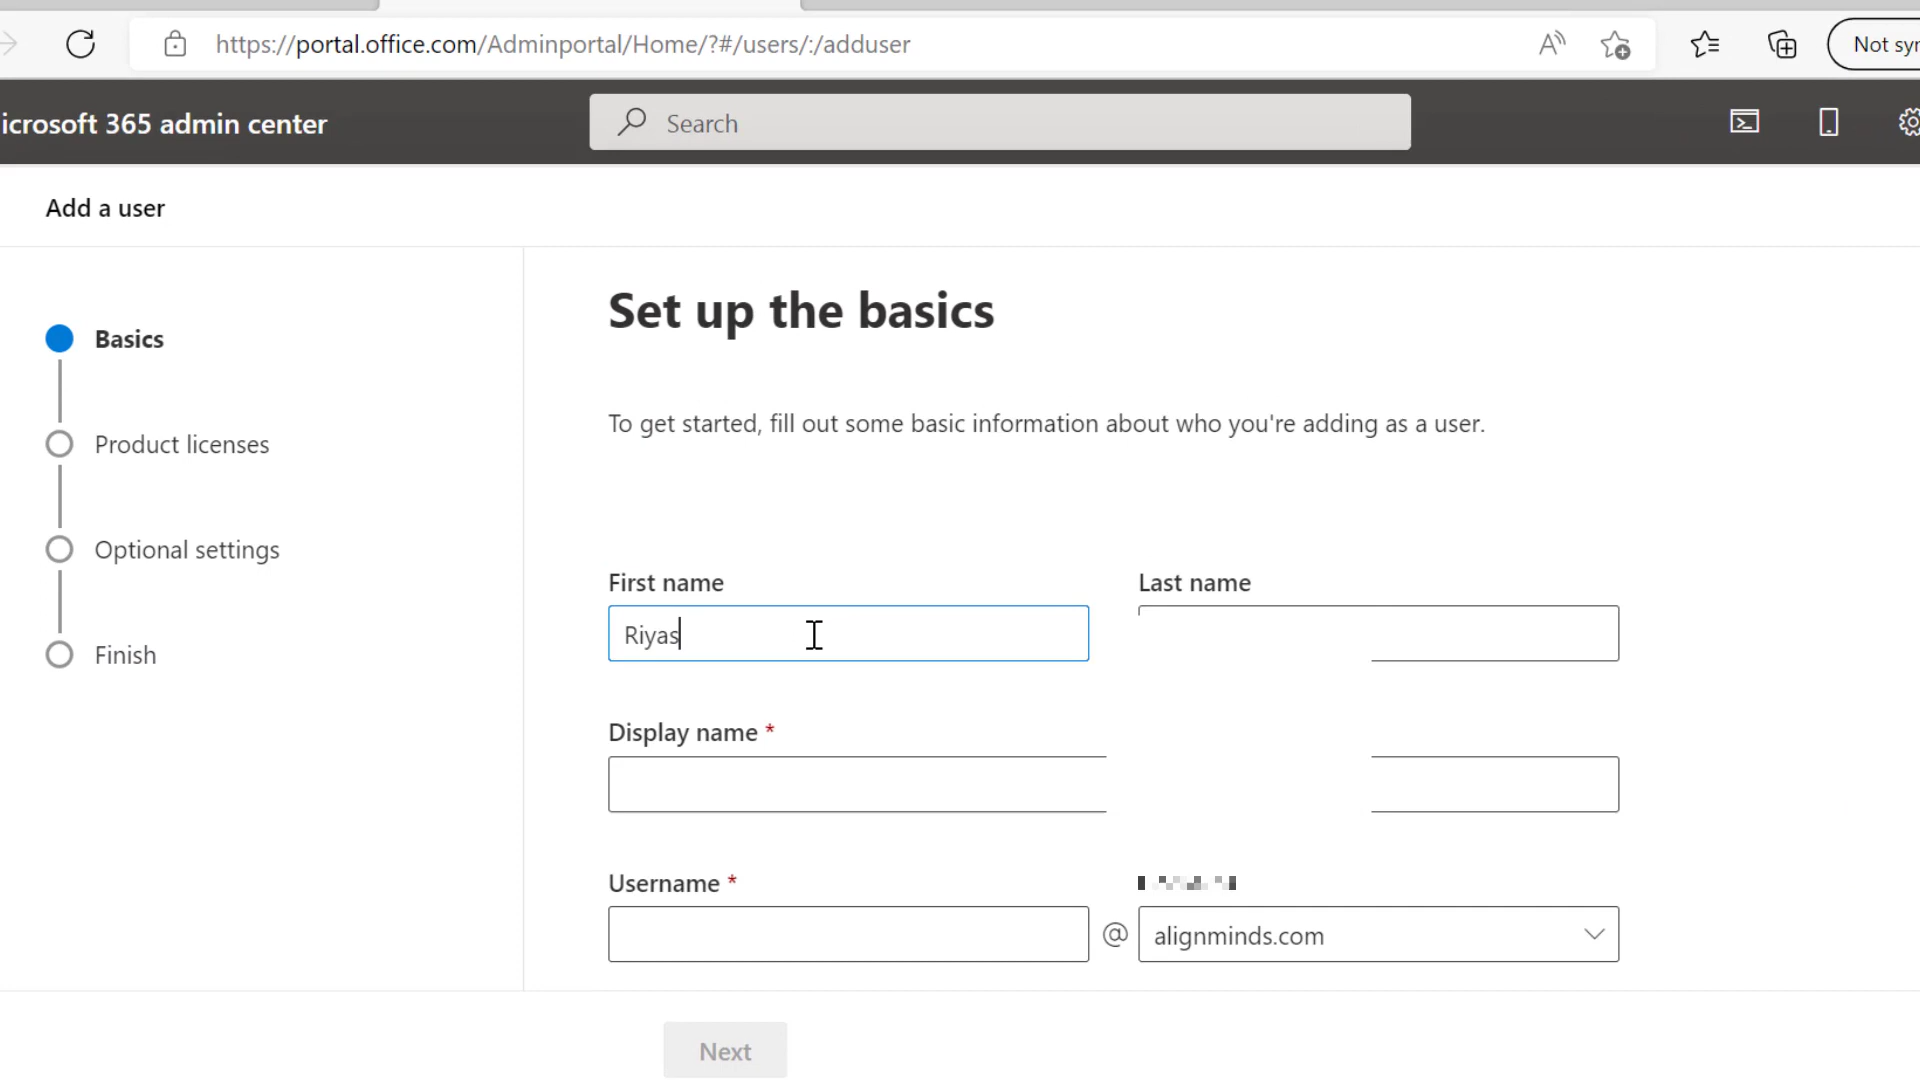 https://portal.office.com/Adminportal/Home/?#/users/:/adduser
Not syn
icrosoft 365 admin center
Search
Add a user
Basics
Product licenses
Optional settings
Finish
Set up the basics
To get started, fill out some basic information about who you're adding as a user.
First name
Last name
Riyas
Display name *
Username *
@
alignminds.com
Next